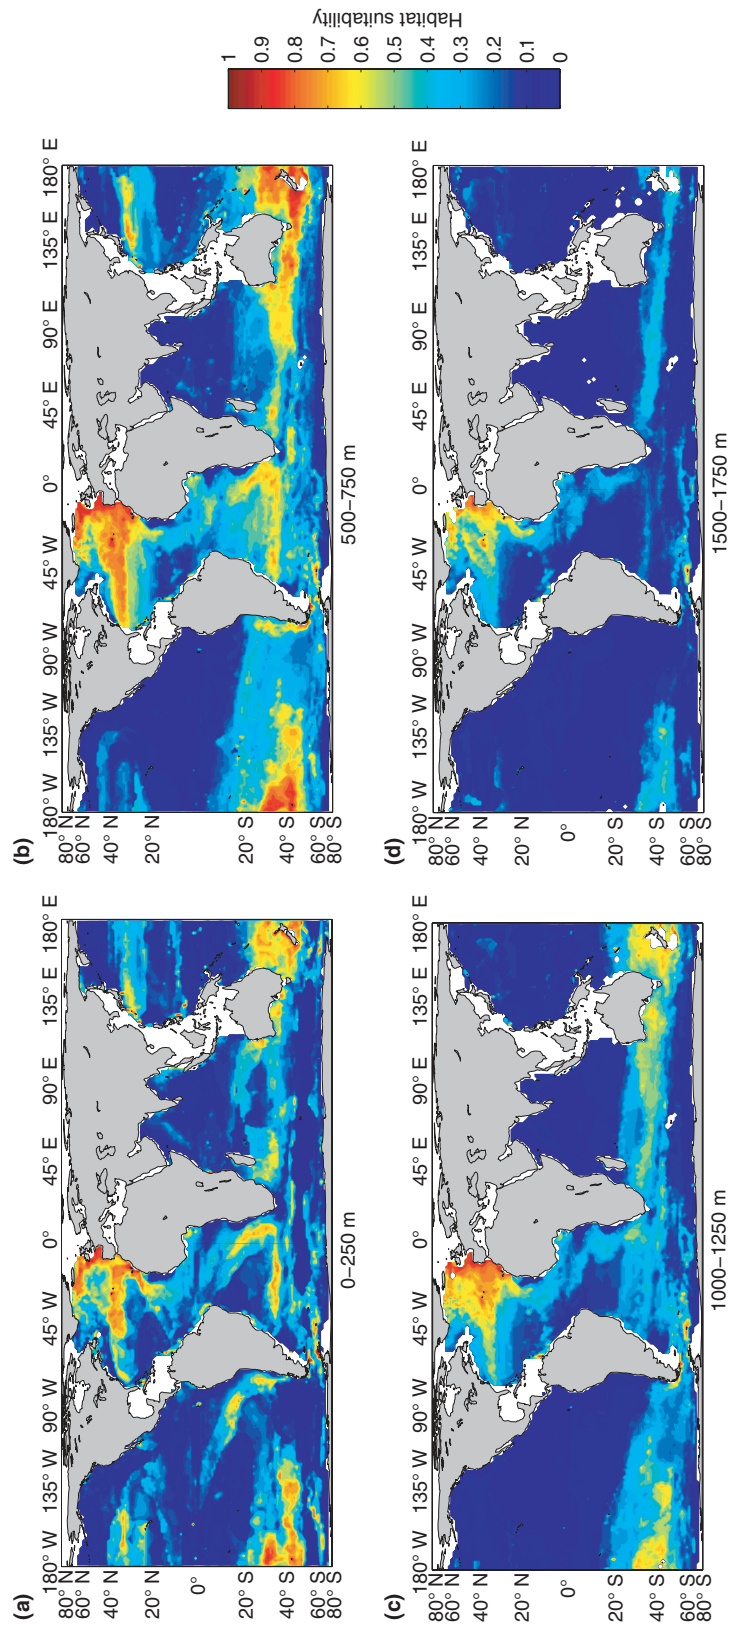 (a)
180° W 135° W 90° W 45° W 0° 45° E 90° E 135° E 180° E
80° N
60° N
40° N
20° N
0°
20° S
40° S
60° S
80° S
0–250 m
(b)
180° W 135° W 90° W 45° W 0° 45° E 90° E 135° E 180° E
80° N
60° N
40° N
20° N
20° S
40° S
60° S
80° S
500–750 m
(c)
180° W 135° W 90° W 45° W 0° 45° E 90° E 135° E 180° E
80° N
60° N
40° N
20° N
0°
20° S
40° S
60° S
80° S
1000–1250 m
(d)
180° W 135° W 90° W 45° W 0° 45° E 90° E 135° E 180° E
80° N
60° N
40° N
20° N
0°
20° S
40° S
60° S
80° S
1500–1750 m
1
0.9
0.8
0.7
0.6
0.5
0.4
0.3
0.2
0.1
0
Habitat suitability